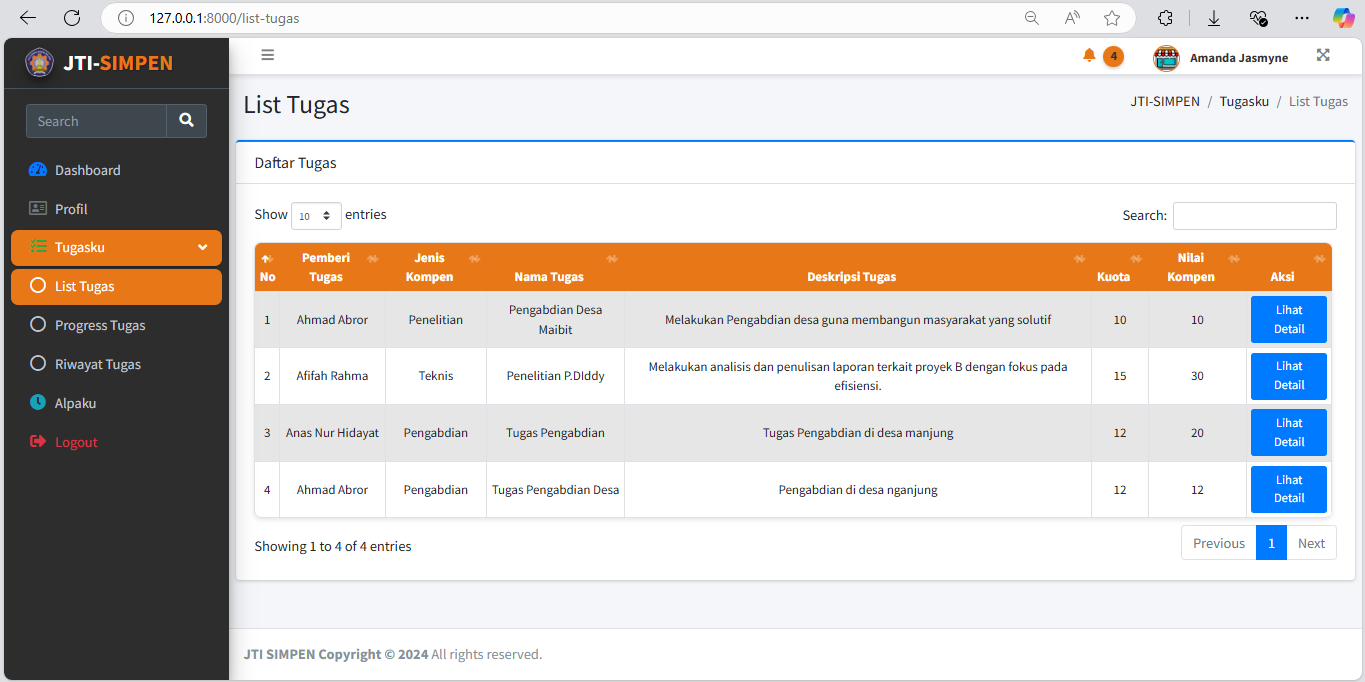 127.0.0.1:8000/list-tugas
JTI-SIMPEN
4
Amanda Jasmyne
Search
Dashboard
Profil
Tugasku
List Tugas
Progress Tugas
Riwayat Tugas
Alpaku
Logout
List Tugas
JTI-SIMPEN / Tugasku / List Tugas
Daftar Tugas
Show 10 entries
Search:
No Pemberi Tugas Jenis Kompen Nama Tugas Deskripsi Tugas Kuota Nilai Kompen Aksi
1 Ahmad Abror Penelitian Pengabdian Desa Maibit Melakukan Pengabdian desa guna membangun masyarakat yang solutif 10 10 Lihat Detail
2 Afifah Rahma Teknis Penelitian P.DIddy Melakukan analisis dan penulisan laporan terkait proyek B dengan fokus pada efisiensi. 15 30 Lihat Detail
3 Anas Nur Hidayat Pengabdian Tugas Pengabdian Tugas Pengabdian di desa manjung 12 20 Lihat Detail
4 Ahmad Abror Pengabdian Tugas Pengabdian Desa Pengabdian di desa nganjung 12 12 Lihat Detail
Showing 1 to 4 of 4 entries
Previous 1 Next
JTI SIMPEN Copyright © 2024 All rights reserved.